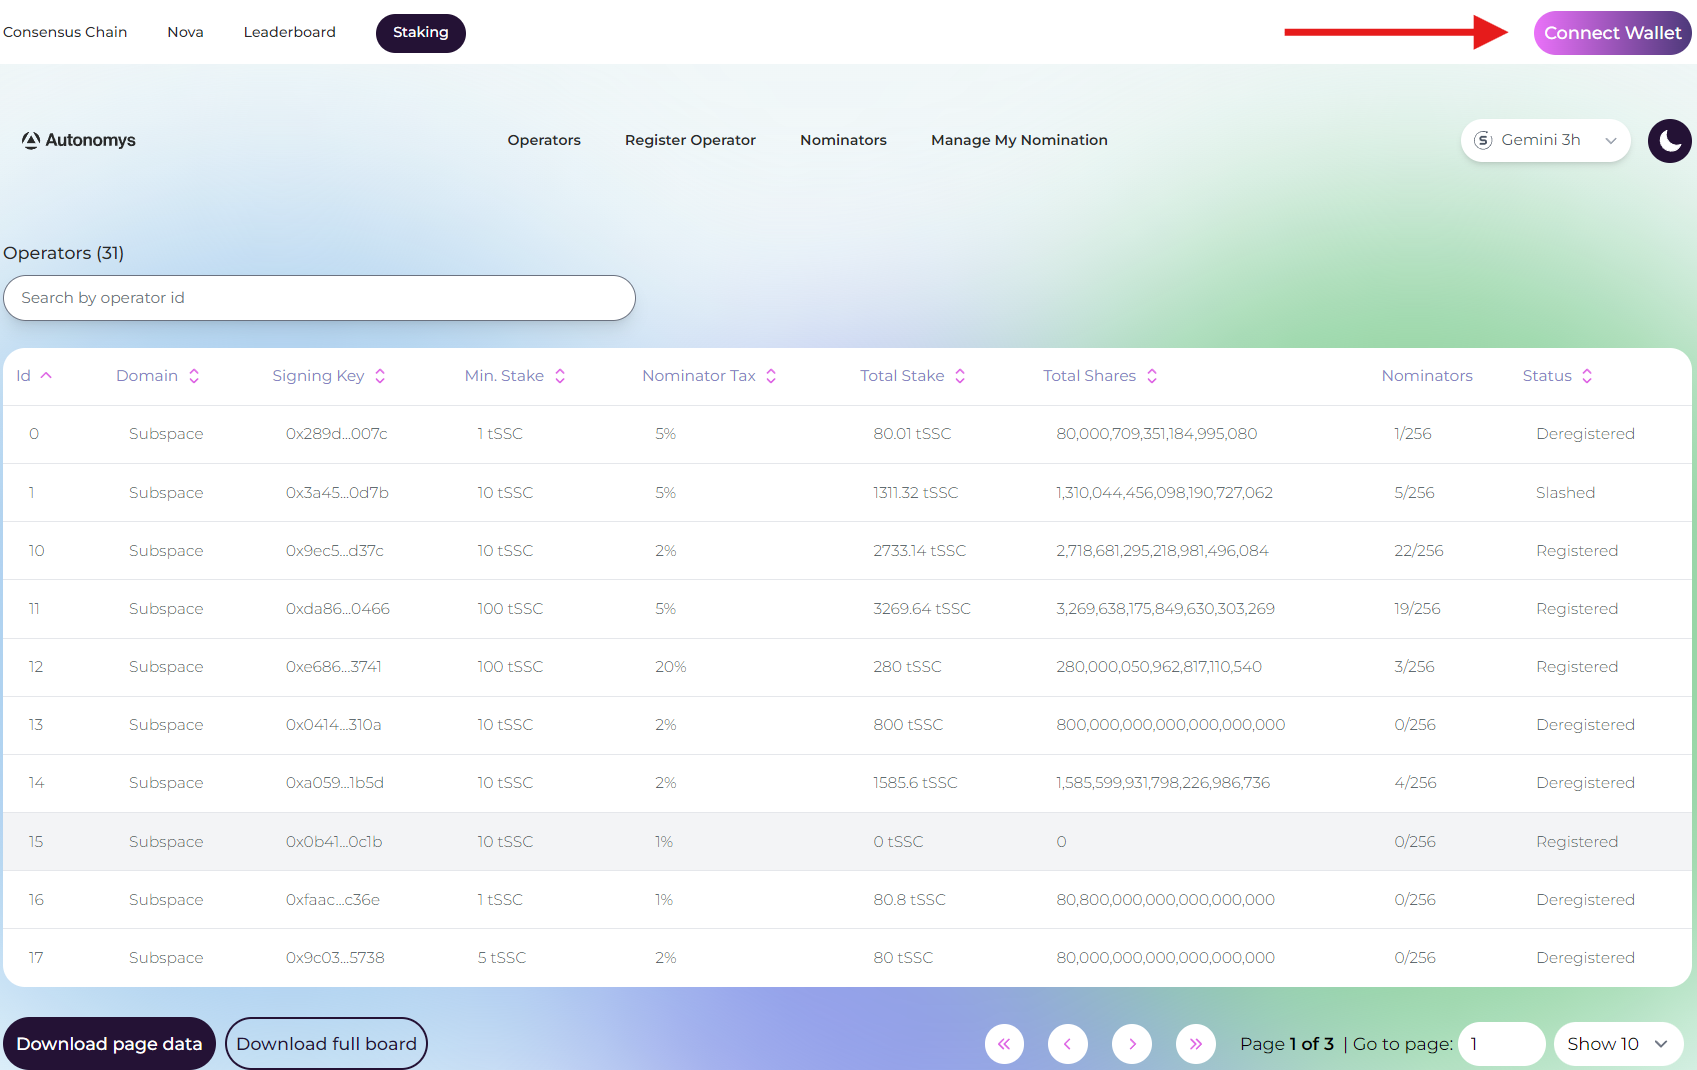 Consensus Chain Nova Leaderboard Staking Connect Wallet
Autonomys Operators Register Operator Nominators Manage My Nomination Gemini 3h
Operators (31)
Search by operator id
Id Domain Signing Key Min. Stake Nominator Tax Total Stake Total Shares Nominators Status
0 Subspace 0x289d...007c 1 tSSC 5% 80.01 tSSC 80,000,709,351,184,995,080 1/256 Deregistered
1 Subspace 0x3a45...0d7b 10 tSSC 5% 1311.32 tSSC 1,310,044,456,098,190,727,062 5/256 Slashed
10 Subspace 0x9ec5...d37c 10 tSSC 2% 2733.14 tSSC 2,718,681,295,218,981,496,084 22/256 Registered
11 Subspace 0xda86...0466 100 tSSC 5% 3269.64 tSSC 3,269,638,175,849,630,303,269 19/256 Registered
12 Subspace 0xe686...3741 100 tSSC 20% 280 tSSC 280,000,050,962,817,110,540 3/256 Registered
13 Subspace 0x0414...310a 10 tSSC 2% 800 tSSC 800,000,000,000,000,000,000 0/256 Deregistered
14 Subspace 0xa059...1b5d 10 tSSC 2% 1585.6 tSSC 1,585,599,931,798,226,986,736 4/256 Deregistered
15 Subspace 0x0b41...0c1b 10 tSSC 1% 0 tSSC 0 0/256 Registered
16 Subspace 0xfaac...c36e 1 tSSC 1% 80.8 tSSC 80,800,000,000,000,000,000 0/256 Deregistered
17 Subspace 0x9c03...5738 5 tSSC 2% 80 tSSC 80,000,000,000,000,000,000 0/256 Deregistered
Download page data Download full board Page 1 of 3 | Go to page: 1 Show 10